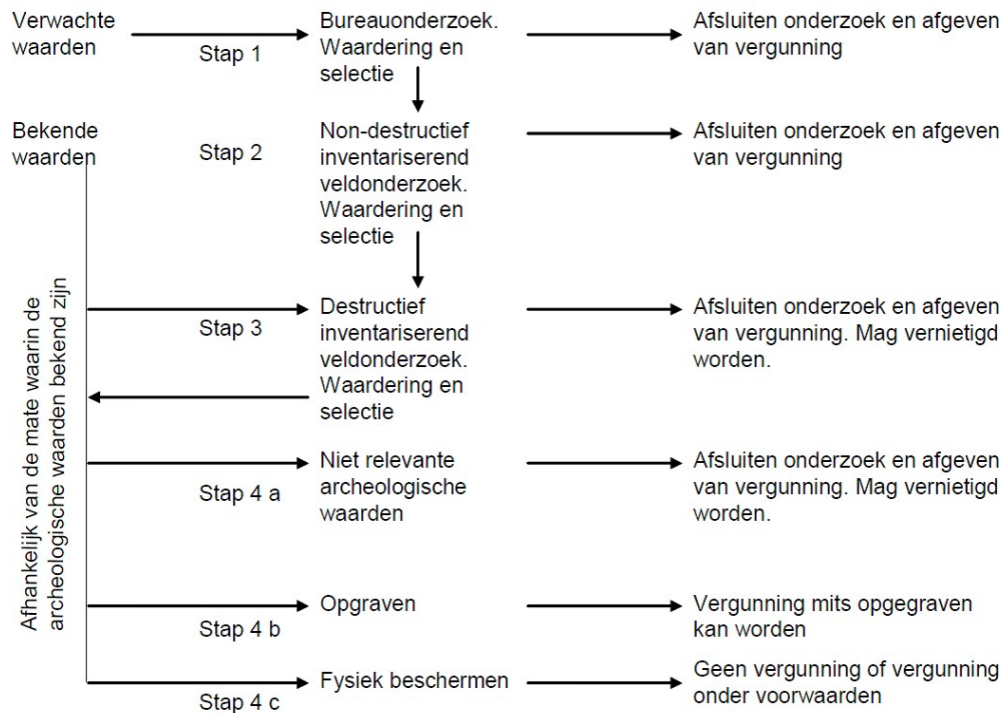 Verwachte
waarden
Stap 1
Bureauonderzoek.
Waardering en
selectie
Afsluiten onderzoek en afgeven
van vergunning
Bekende
waarden
Stap 2
Non-destructief
inventariserend
veldonderzoek.
Waardering en
selectie
Afsluiten onderzoek en afgeven
van vergunning
Afhankelijk van de mate waarin de
archeologische waarden bekend zijn
Stap 3
Destructief
inventariserend
veldonderzoek.
Waardering en
selectie
Afsluiten onderzoek en afgeven
van vergunning. Mag vernietigd
worden.
Stap 4 a
Niet relevante
archeologische
waarden
Afsluiten onderzoek en afgeven
van vergunning. Mag vernietigd
worden.
Stap 4 b
Opgraven
Vergunning mits opgegraven
kan worden
Stap 4 c
Fysiek beschermen
Geen vergunning of vergunning
onder voorwaarden